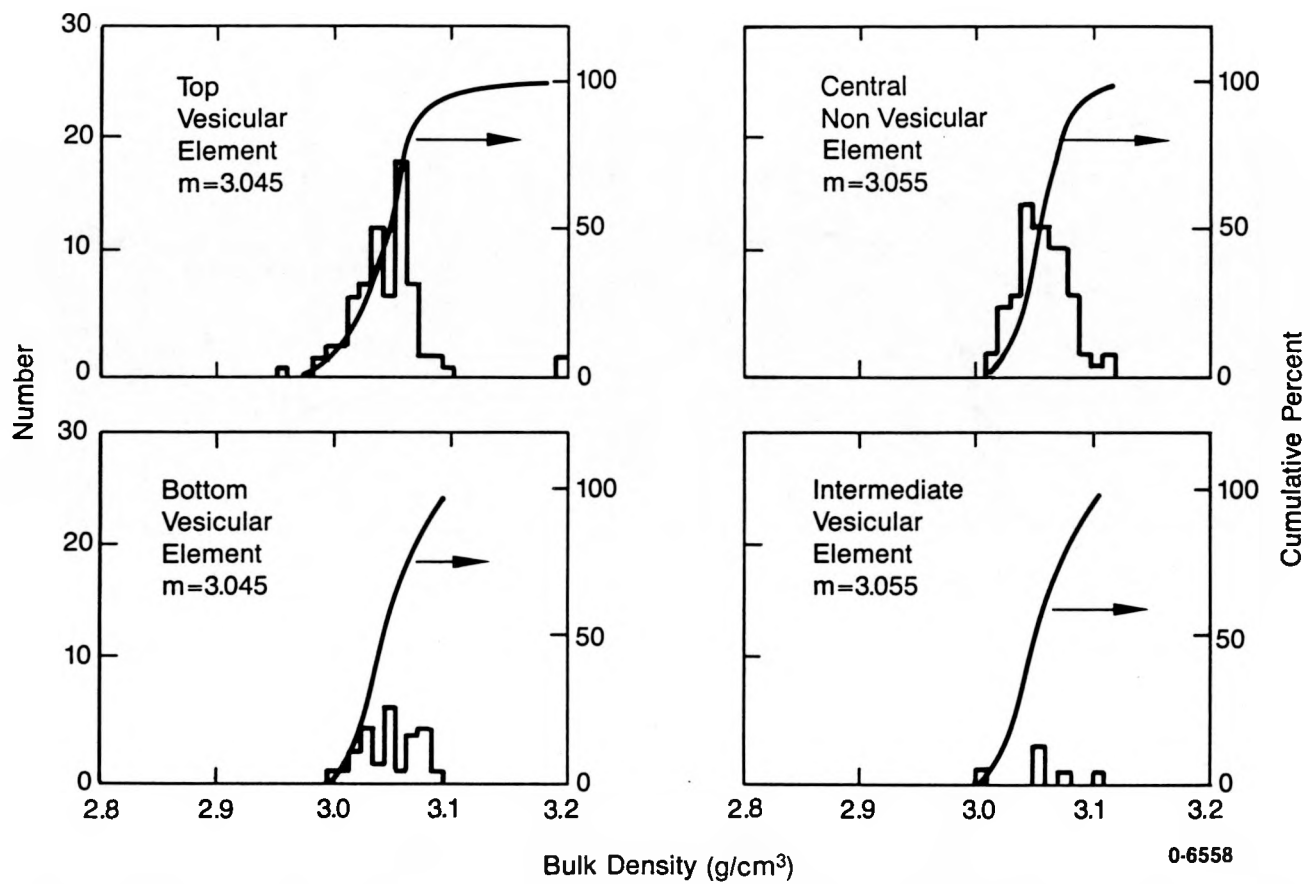 30
20
10
0
Top
Vesicular
Element
m=3.045
100
50
0
Central
Non Vesicular
Element
m=3.055
100
50
0
Number
Cumulative Percent
30
20
10
0
Bottom
Vesicular
Element
m=3.045
100
50
0
2.8 2.9 3.0 3.1 3.2
Intermediate
Vesicular
Element
m=3.055
100
50
0
2.8 2.9 3.0 3.1 3.2
Bulk Density (g/cm³)
0-6558